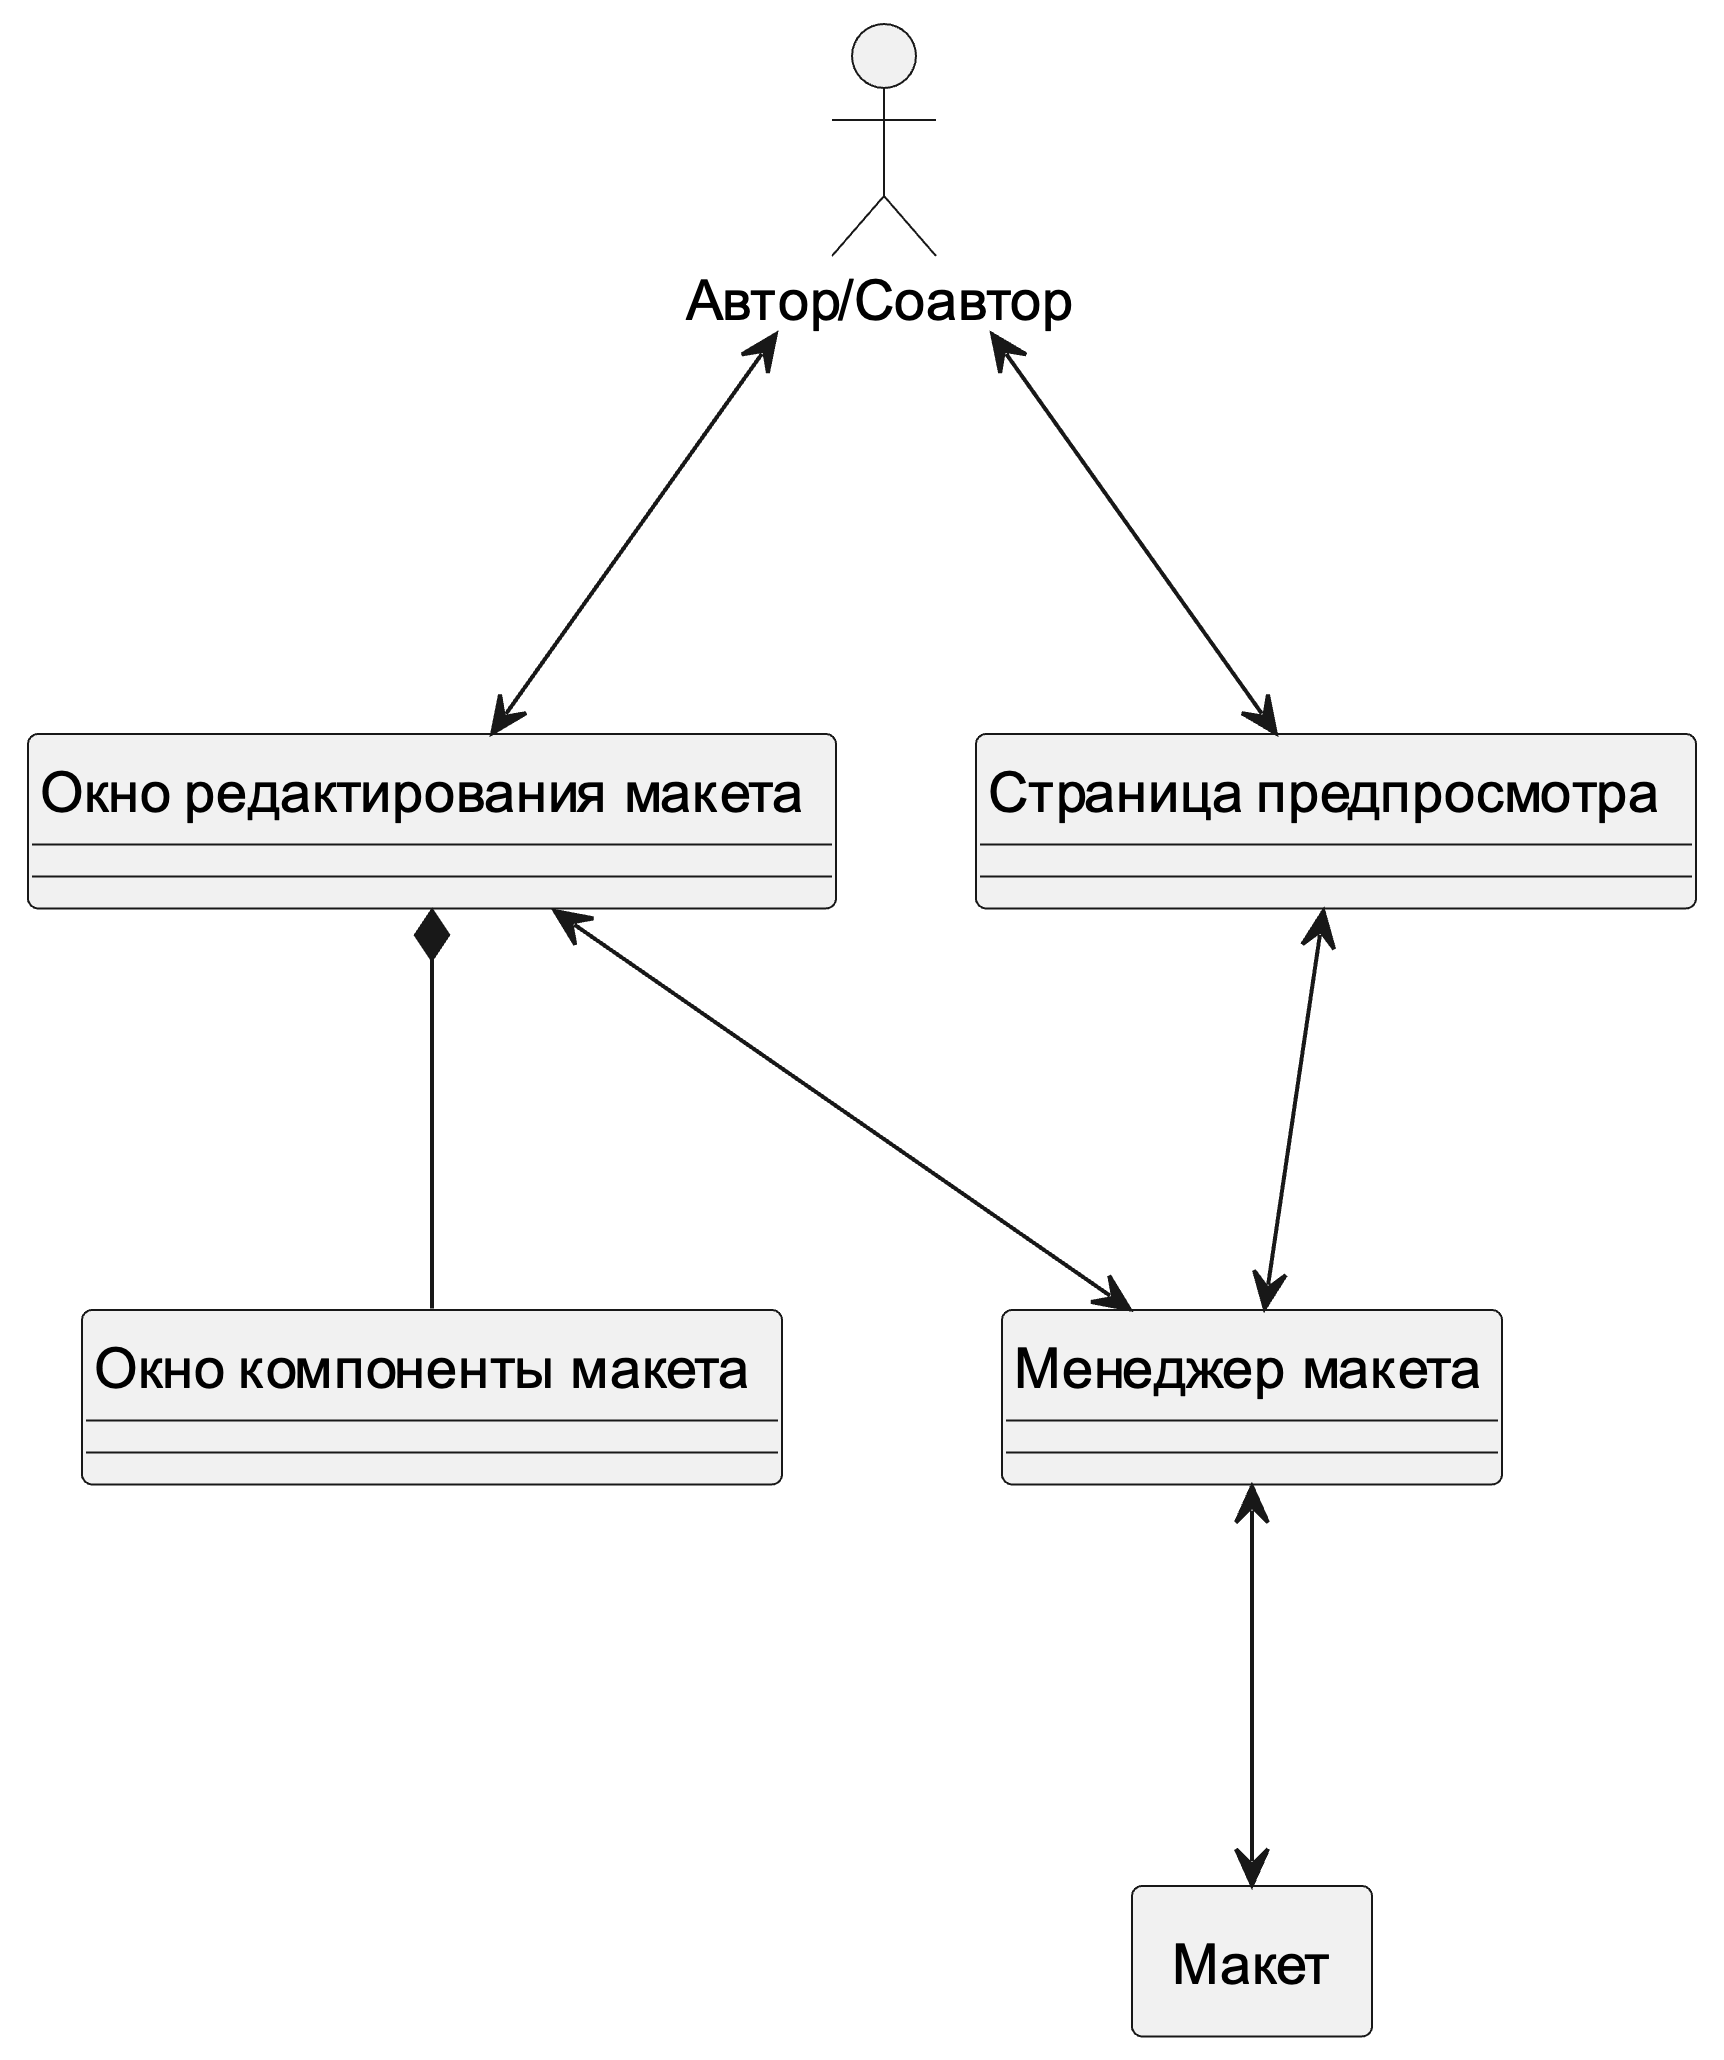 Автор/Соавтор
Окно редактирования макета
Страница предпросмотра
Окно компоненты макета
Менеджер макета
Макет